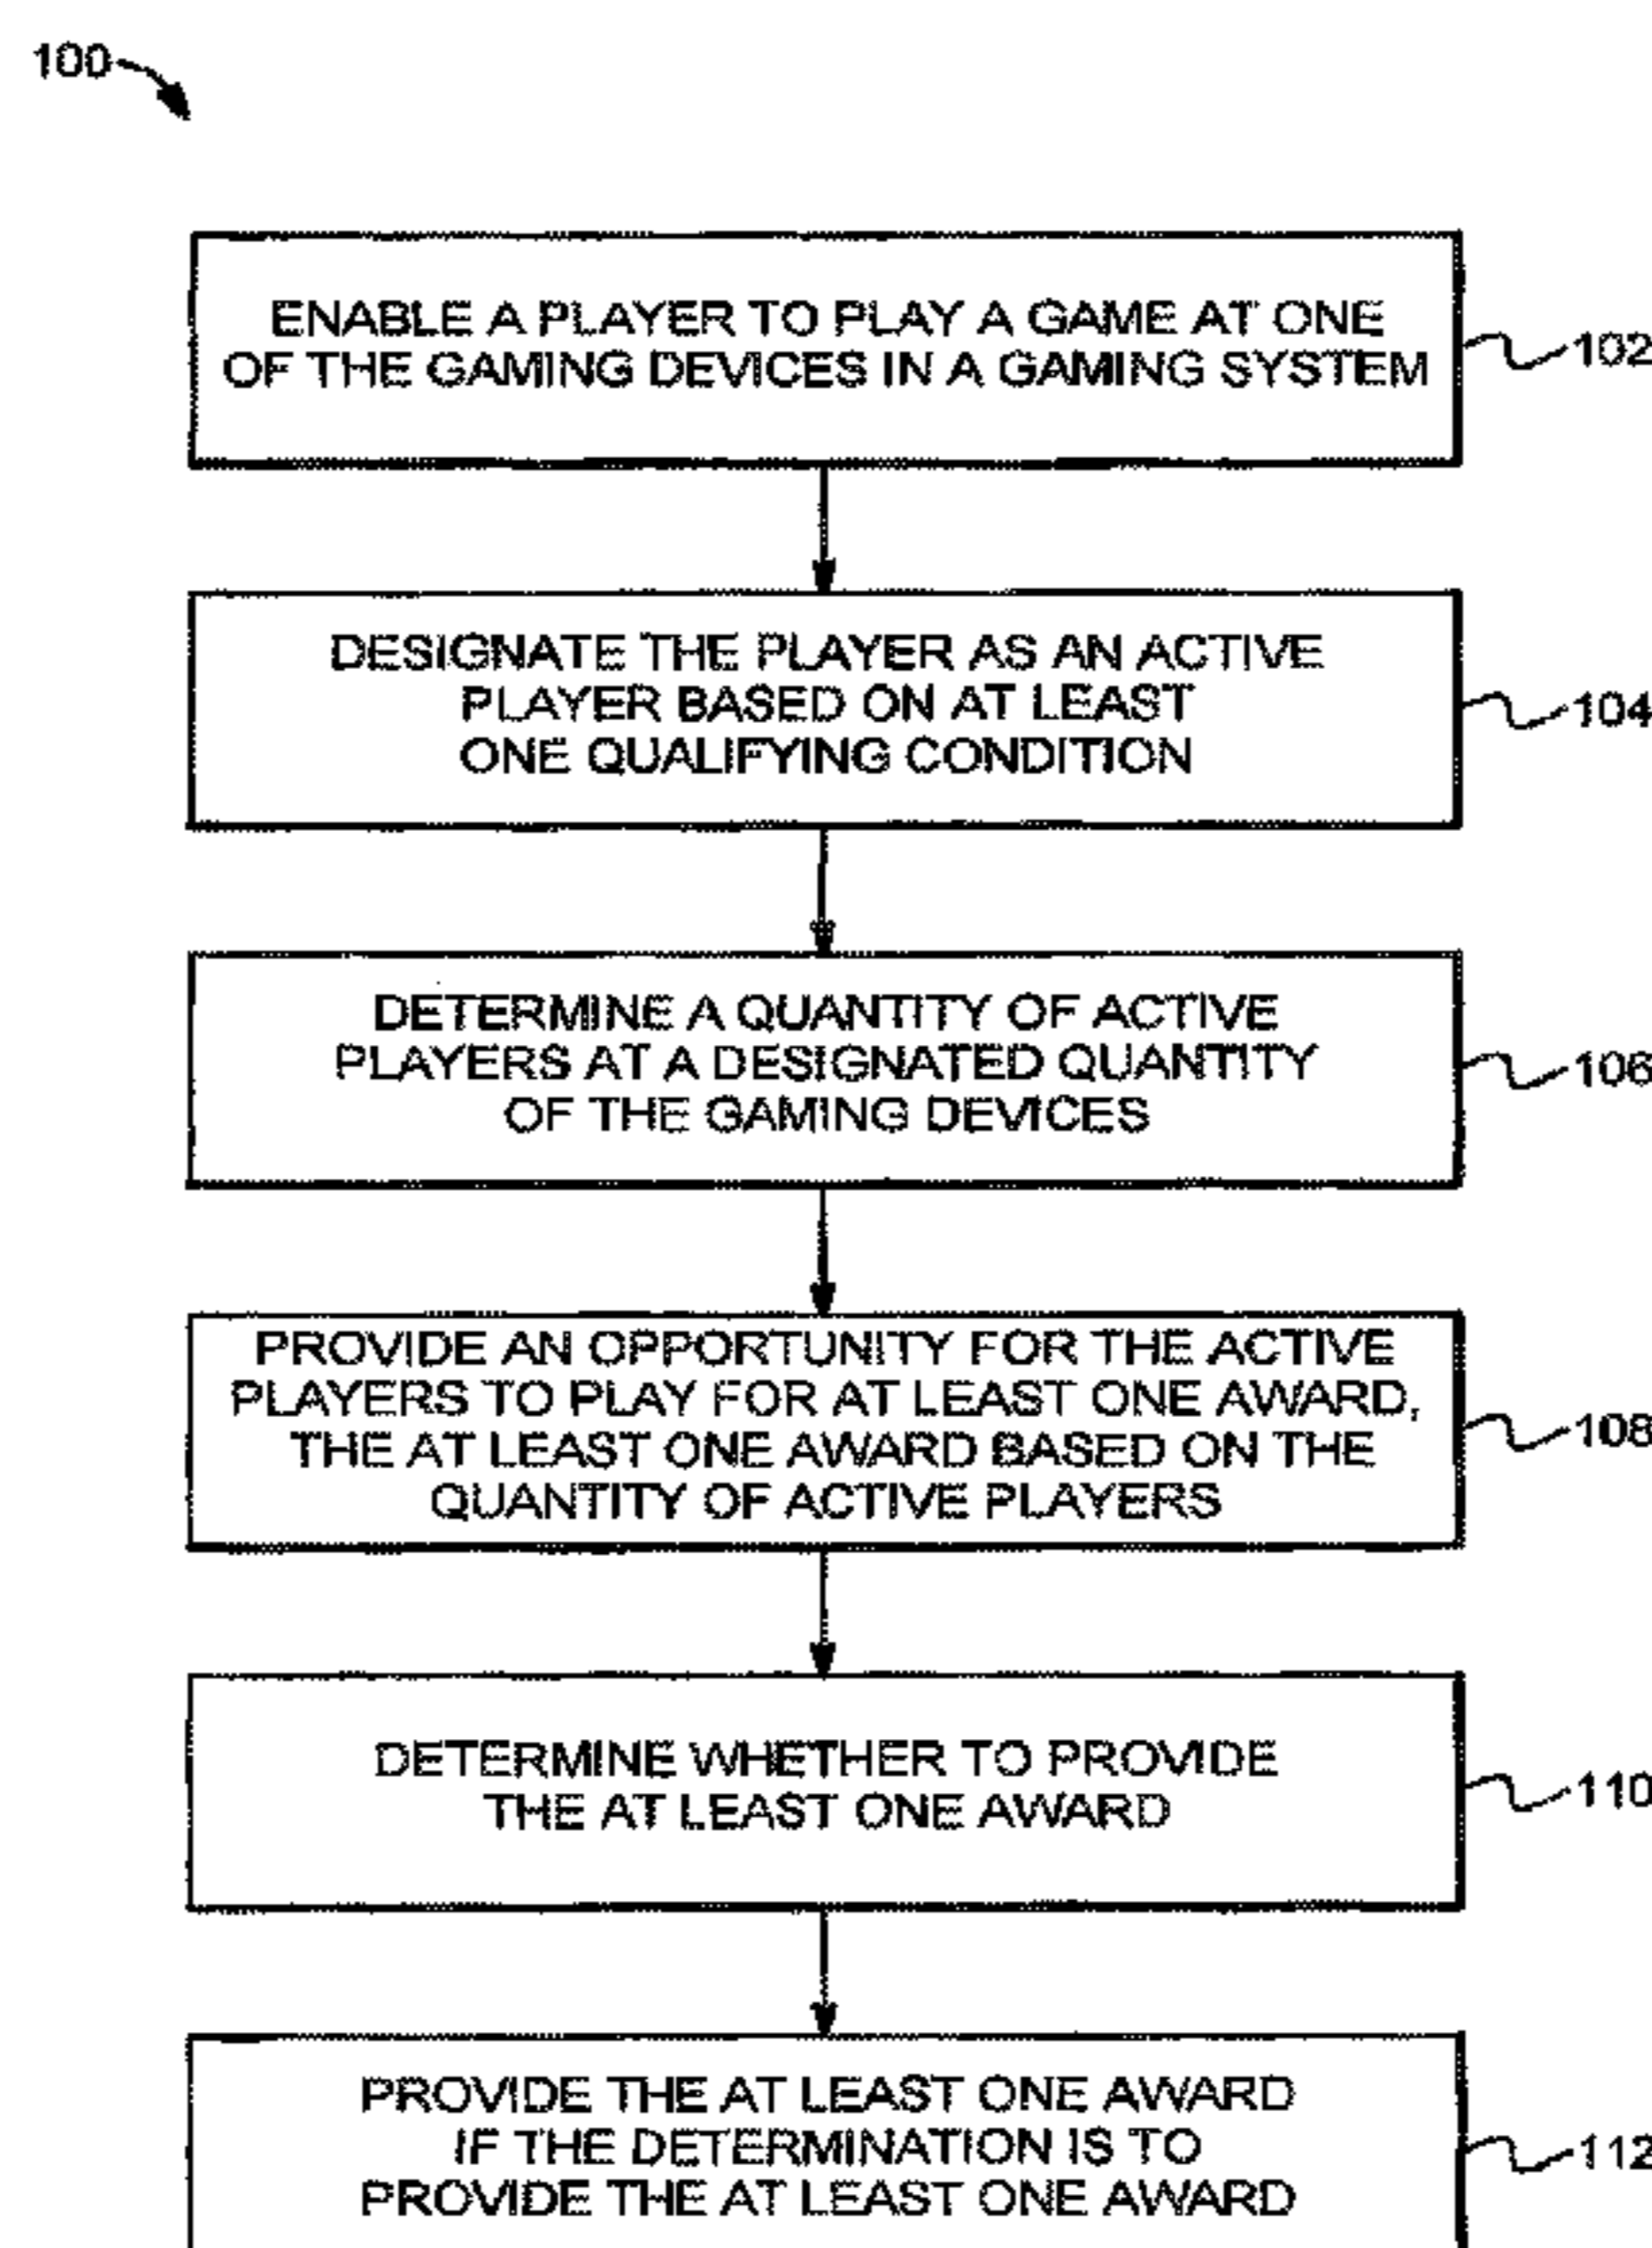 100
ENABLE A PLAYER TO PLAY A GAME AT ONE
OF THE GAMING DEVICES IN A GAMING SYSTEM
102
DESIGNATE THE PLAYER AS AN ACTIVE
PLAYER BASED ON AT LEAST
ONE QUALIFYING CONDITION
104
DETERMINE A QUANTITY OF ACTIVE
PLAYERS AT A DESIGNATED QUANTITY
OF THE GAMING DEVICES
106
PROVIDE AN OPPORTUNITY FOR THE ACTIVE
PLAYERS TO PLAY FOR AT LEAST ONE AWARD,
THE AT LEAST ONE AWARD BASED ON THE
QUANTITY OF ACTIVE PLAYERS
108
DETERMINE WHETHER TO PROVIDE
THE AT LEAST ONE AWARD
110
PROVIDE THE AT LEAST ONE AWARD
IF THE DETERMINATION IS TO
PROVIDE THE AT LEAST ONE AWARD
112